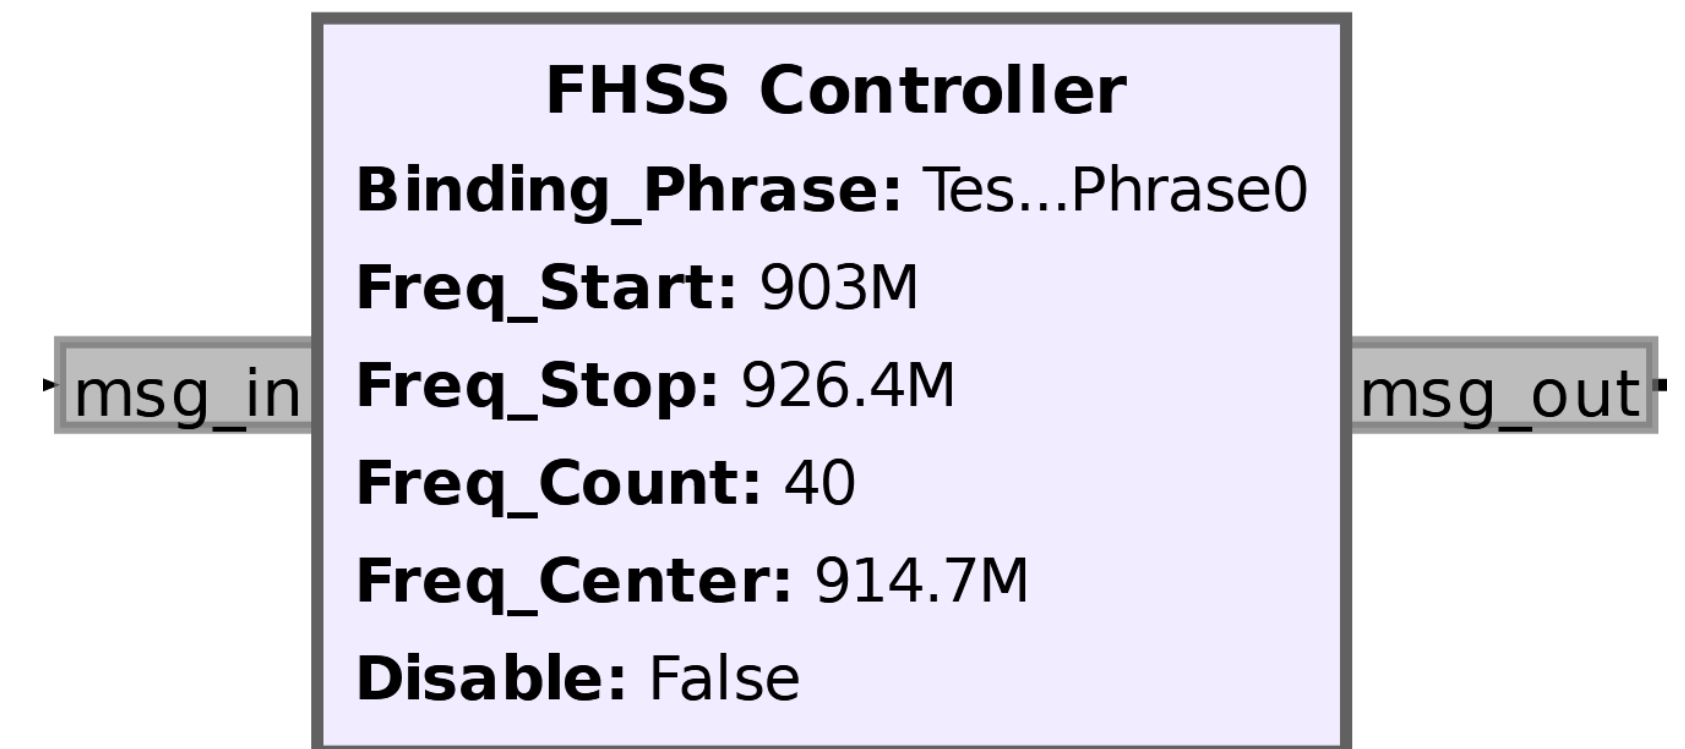 FHSS Controller
Binding_Phrase: Tes...Phrase0
Freq_Start: 903M
msg_in
Freq_Stop: 926.4M
msg_out
Freq_Count: 40
Freq_Center: 914.7M
Disable: False